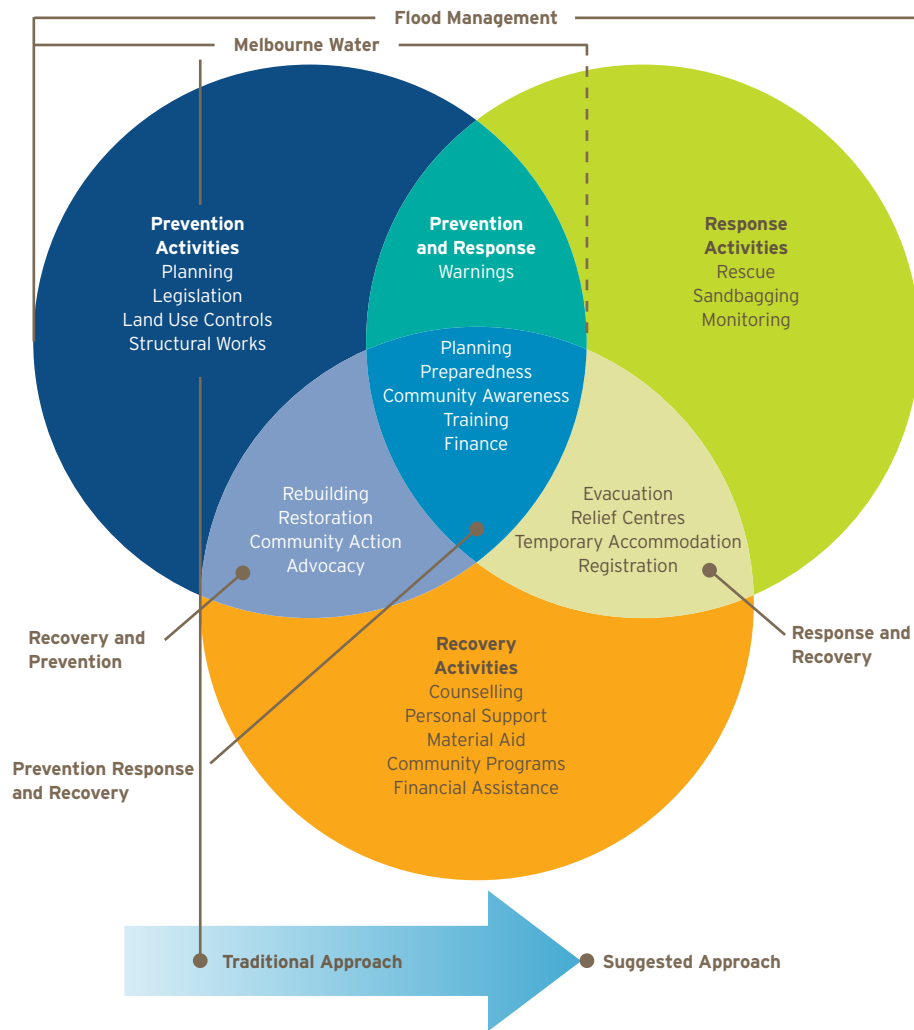 Flood Management
Melbourne Water
Prevention
Activities
Planning
Legislation
Land Use Controls
Structural Works
Prevention
and Response
Warnings
Response
Activities
Rescue
Sandbagging
Monitoring
Planning
Preparedness
Community Awareness
Training
Finance
Rebuilding
Restoration
Community Action
Advocacy
Evacuation
Relief Centres
Temporary Accommodation
Registration
Recovery and
Prevention
Response and
Recovery
Recovery
Activities
Counselling
Personal Support
Material Aid
Community Programs
Financial Assistance
Prevention Response
and Recovery
Traditional Approach
Suggested Approach